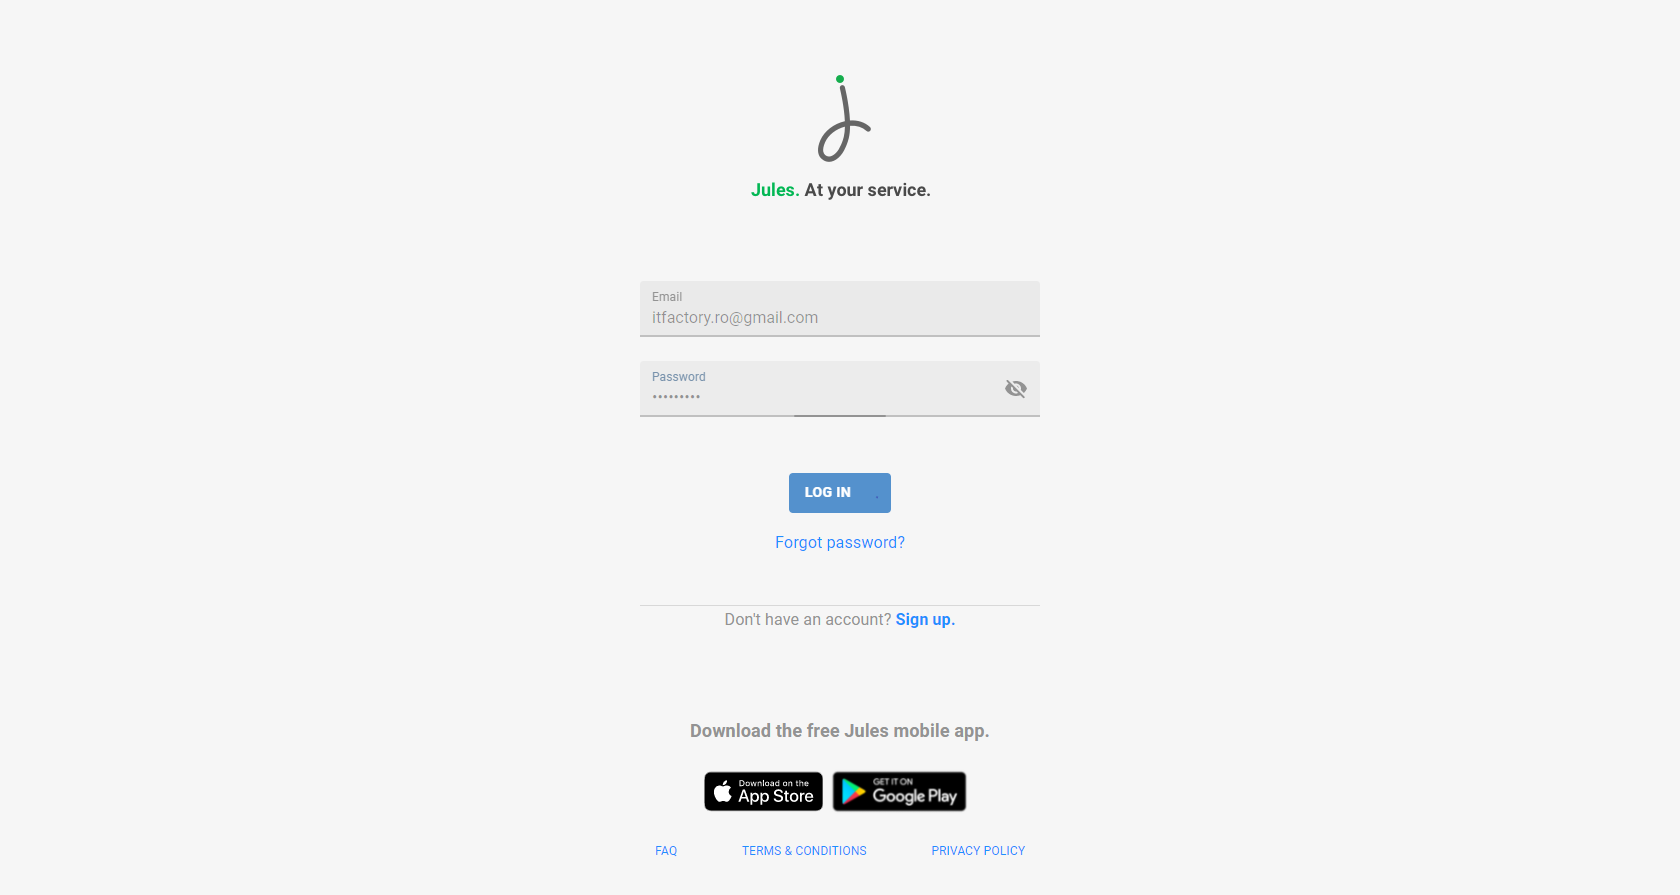 Jules. At your service.
Email
itfactory.ro@gmail.com
Password
•••••••••
LOG IN
Forgot password?
Don't have an account? Sign up.
Download the free Jules mobile app.
Download on the
App Store
GET IT ON
Google Play
FAQ
TERMS & CONDITIONS
PRIVACY POLICY